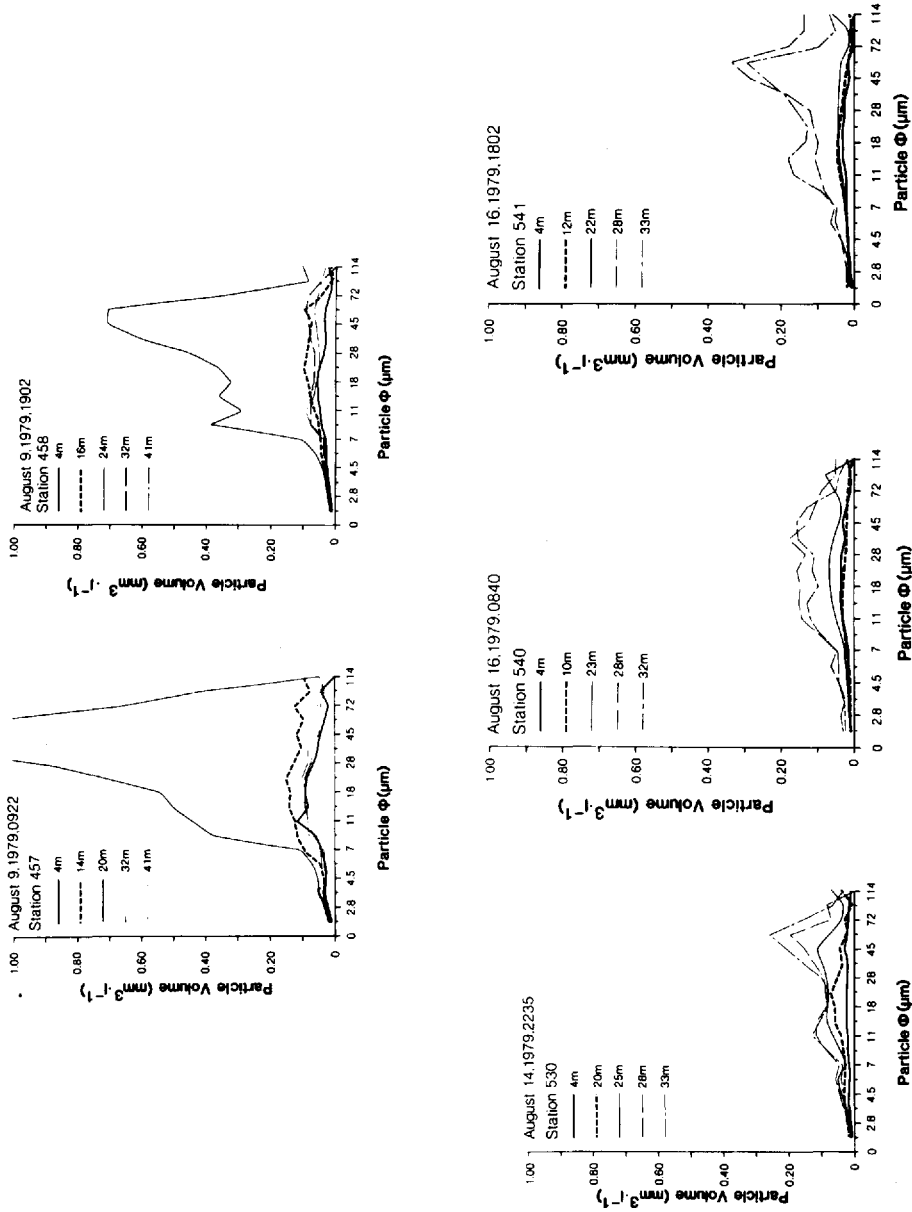 August 9.1979.0922
Station 457
4m
14m
20m
32m
41m
1.00
0.80
0.60
0.40
0.20
0
Particle Volume (mm³·l⁻¹)
0 2.8 4.5 7 11 18 28 45 72 114
August 9.1979.1902
Station 458
4m
16m
24m
32m
41m
1.00
0.80
0.60
0.40
0.20
0
Particle Volume (mm³·l⁻¹)
0 2.8 4.5 7 11 18 28 45 72 114
Particle Φ (µm)
August 14.1979.2235
Station 530
4m
20m
25m
28m
33m
1.00
0.80
0.60
0.40
0.20
0
Particle Volume (mm³·l⁻¹)
0 2.8 4.5 7 11 18 28 45 72 114
Particle Φ (µm)
August 16.1979.0840
Station 540
4m
10m
23m
28m
32m
1.00
0.80
0.60
0.40
0.20
0
Particle Volume (mm³·l⁻¹)
0 2.8 4.5 7 11 18 28 45 72 114
Particle Φ (µm)
August 16.1979.1802
Station 541
4m
12m
22m
28m
33m
1.00
0.80
0.60
0.40
0.20
0
Particle Volume (mm³·l⁻¹)
0 2.8 4.5 7 11 18 28 45 72 114
Particle Φ (µm)